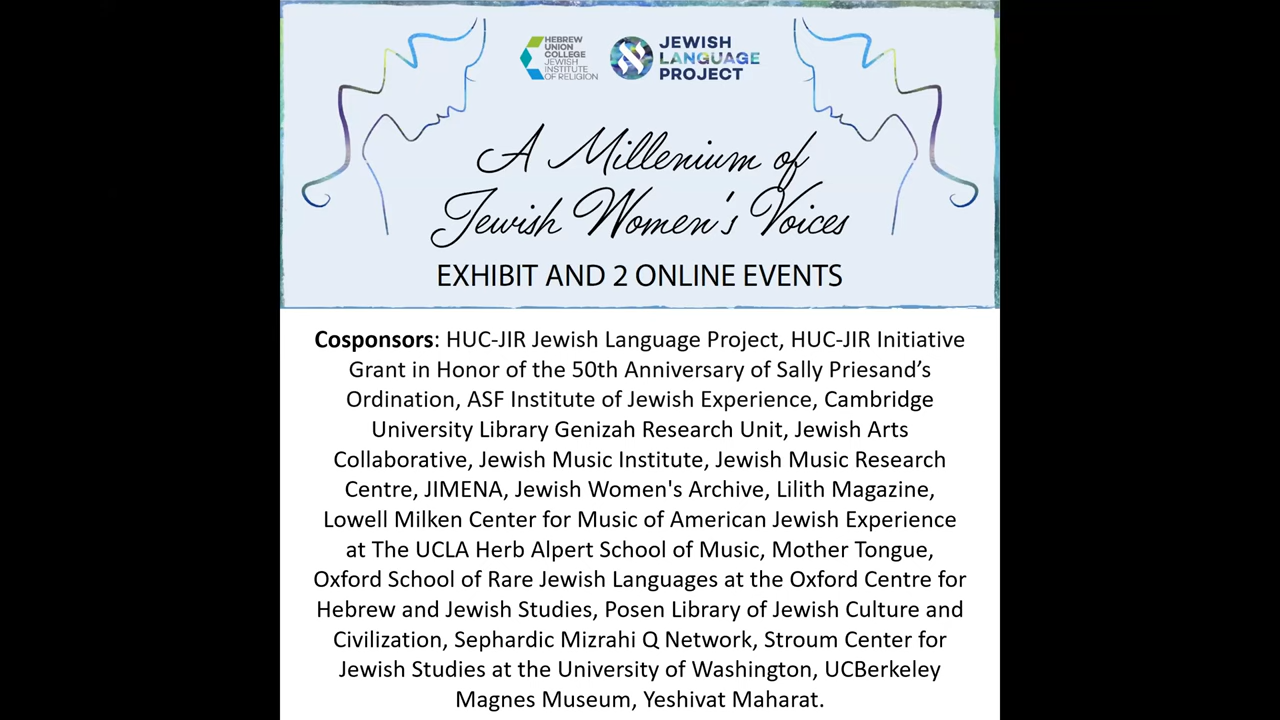 HEBREW
UNION
COLLEGE
JEWISH
INSTITUTE
OF RELIGION
JEWISH
LANGUAGE
PROJECT
A Millenium of
Jewish Women's Voices
EXHIBIT AND 2 ONLINE EVENTS
Cosponsors: HUC-JIR Jewish Language Project, HUC-JIR Initiative
Grant in Honor of the 50th Anniversary of Sally Priesand’s
Ordination, ASF Institute of Jewish Experience, Cambridge
University Library Genizah Research Unit, Jewish Arts
Collaborative, Jewish Music Institute, Jewish Music Research
Centre, JIMENA, Jewish Women's Archive, Lilith Magazine,
Lowell Milken Center for Music of American Jewish Experience
at The UCLA Herb Alpert School of Music, Mother Tongue,
Oxford School of Rare Jewish Languages at the Oxford Centre for
Hebrew and Jewish Studies, Posen Library of Jewish Culture and
Civilization, Sephardic Mizrahi Q Network, Stroum Center for
Jewish Studies at the University of Washington, UCBerkeley
Magnes Museum, Yeshivat Maharat.